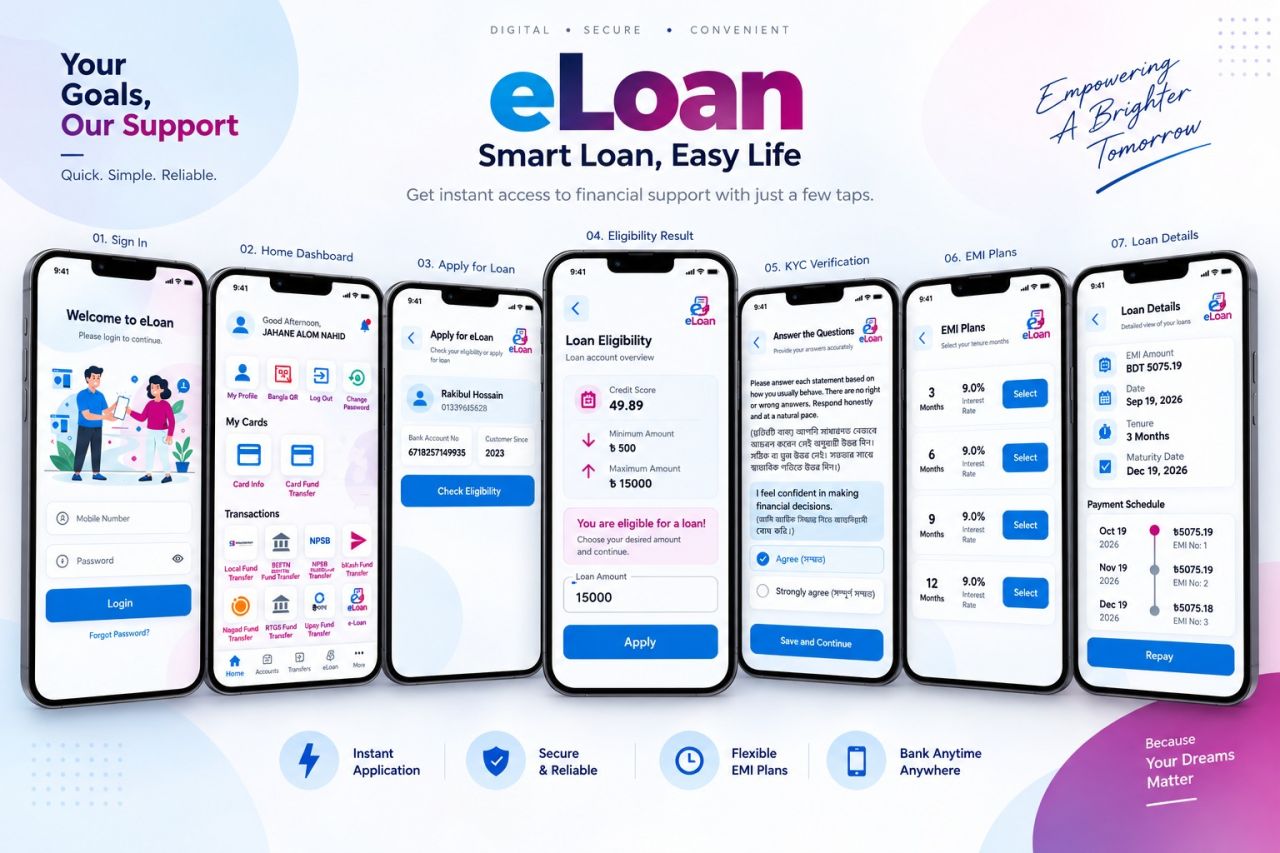 DIGITAL • SECURE • CONVENIENT
Your
Goals,
Our Support
Quick. Simple. Reliable.
eLoan
Smart Loan, Easy Life
Get instant access to financial support with just a few taps.
Empowering
A Brighter
Tomorrow
01. Sign In
9:41
Welcome to eLoan
Please login to continue.
Mobile Number
Password
Login
Forgot Password?
02. Home Dashboard
9:41
Good Afternoon,
JAHANE ALOM NAHID
My Profile
Bangla QR
Log Out
Change
Password
My Cards
Card Info
Card Fund
Transfer
Transactions
NPSB
Local Fund
Transfer
Fund Transfer
NPSB
Transfer
bKash Fund
Transfer
Nagad Fund
Transfer
RTGS Fund
Transfer
Upay Fund
Transfer
eLoan
e-Loan
Home
Accounts
Transfers
eLoan
More
03. Apply for Loan
9:41
Apply for eLoan
Check your eligibility or apply
for loan
eLoan
Rakibul Hossain
01339615628
Bank Account No
6718257149935
Customer Since
2023
Check Eligibility
04. Eligibility Result
9:41
eLoan
Loan Eligibility
Loan account overview
Credit Score
49.89
Minimum Amount
৳ 500
Maximum Amount
৳ 15000
You are eligible for a loan!
Choose your desired amount
and continue.
Loan Amount
15000
Apply
05. KYC Verification
9:41
Answer the Questions
Provide your answers accurately
eLoan
Please answer each statement based on
how you usually behave. There are no right
or wrong answers. Respond honestly
and at a natural pace.
I feel confident in making
financial decisions.
Agree (সম্মত)
Strongly agree (সম্পূর্ণ সম্মত)
Save and Continue
06. EMI Plans
9:41
EMI Plans
Select your tenure months
eLoan
3
Months
9.0%
Interest
Rate
Select
6
Months
9.0%
Interest
Rate
Select
9
Months
9.0%
Interest
Rate
Select
12
Months
9.0%
Interest
Rate
Select
07. Loan Details
9:41
Loan Details
Detailed view of your loans
eLoan
EMI Amount
BDT 5075.19
Date
Sep 19, 2026
Tenure
3 Months
Maturity Date
Dec 19, 2026
Payment Schedule
Oct 19
2026
৳5075.19
EMI No: 1
Nov 19
2026
৳5075.19
EMI No: 2
Dec 19
2026
৳5075.18
EMI No: 3
Repay
Instant
Application
Secure
& Reliable
Flexible
EMI Plans
Bank Anytime
Anywhere
Because
Your Dreams
Matter